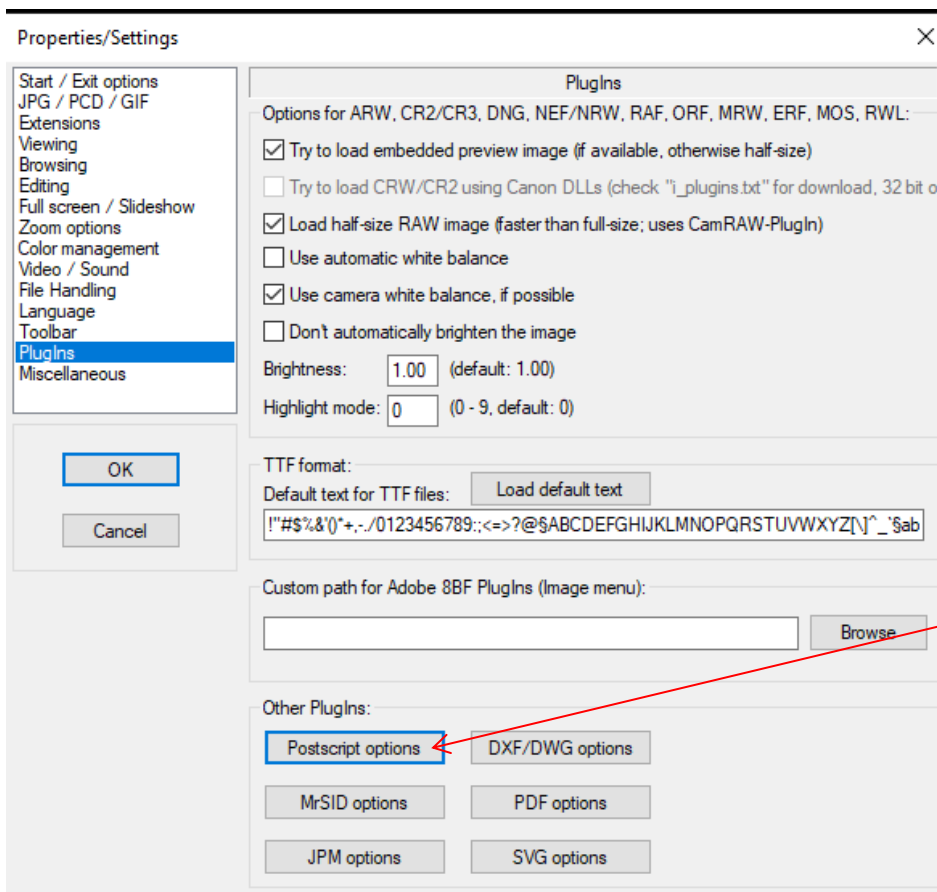 Properties/Settings
Start / Exit options
JPG / PCD / GIF
Extensions
Viewing
Browsing
Editing
Full screen / Slideshow
Zoom options
Color management
Video / Sound
File Handling
Language
Toolbar
PlugIns
Miscellaneous
OK
Cancel
PlugIns
Options for ARW, CR2/CR3, DNG, NEF/NRW, RAF, ORF, MRW, ERF, MOS, RWL:
Try to load embedded preview image (if available, otherwise half-size)
Try to load CRW/CR2 using Canon DLLs (check "i_plugins.txt" for download, 32 bit o
Load half-size RAW image (faster than full-size; uses CamRAW-PlugIn)
Use automatic white balance
Use camera white balance, if possible
Don't automatically brighten the image
Brightness: 1.00 (default: 1.00)
Highlight mode: 0 (0 - 9, default: 0)
TTF format:
Default text for TTF files: Load default text
!"#$%&'()*+,-./0123456789:;<=>?@§ABCDEFGHIJKLMNOPQRSTUVWXYZ[\]^_`§ab
Custom path for Adobe 8BF PlugIns (Image menu):
Browse
Other PlugIns:
Postscript options DXF/DWG options
MrSID options PDF options
JPM options SVG options